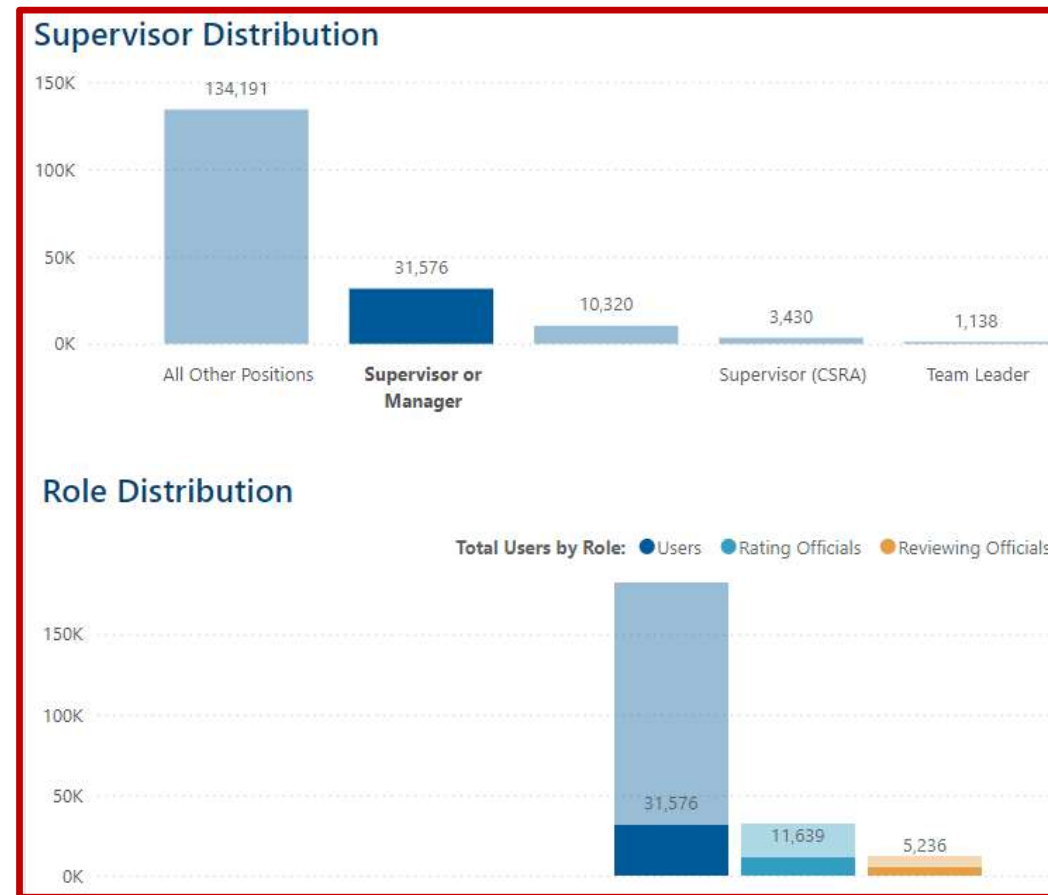 Supervisor Distribution
150K
134,191
100K
50K
31,576
10,320
3,430
1,138
0K
All Other Positions
Supervisor or
Manager
Supervisor (CSRA)
Team Leader
Role Distribution
Total Users by Role: Users Rating Officials Reviewing Officials
150K
100K
50K
31,576
11,639
5,236
0K